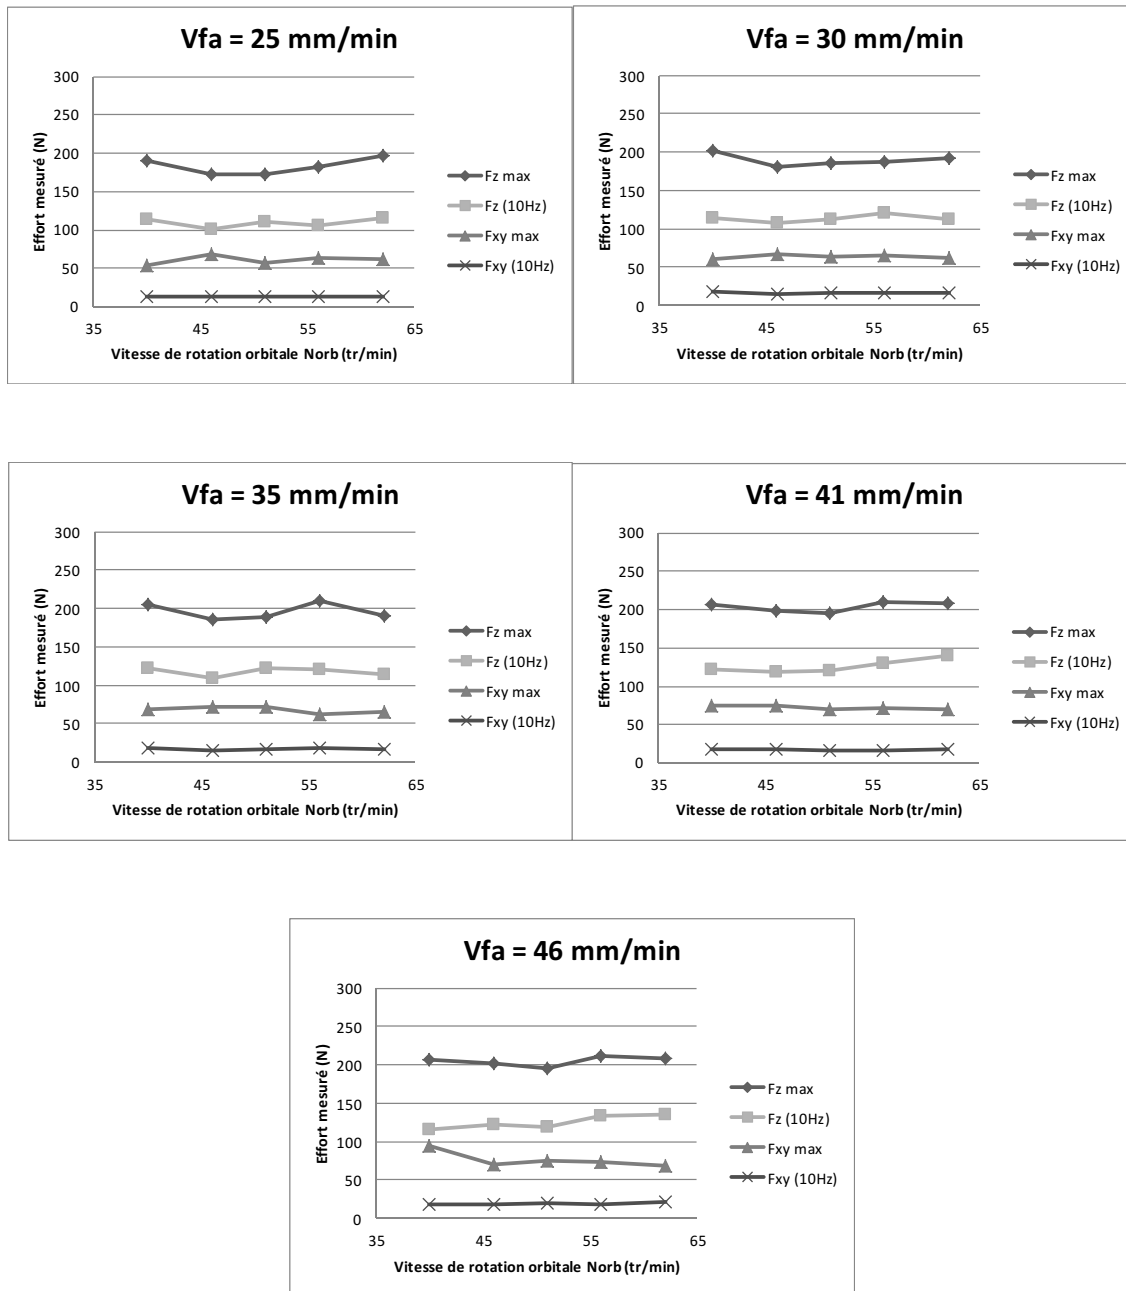 Vfa = 25 mm/min
300
250
200
150
100
50
0
35
45
55
65
Effort mesuré (N)
Vitesse de rotation orbitale Norb (tr/min)
Fz max
Fz (10Hz)
Fxy max
Fxy (10Hz)
Vfa = 30 mm/min
300
250
200
150
100
50
0
35
45
55
65
Effort mesuré (N)
Vitesse de rotation orbitale Norb (tr/min)
Fz max
Fz (10Hz)
Fxy max
Fxy (10Hz)
Vfa = 35 mm/min
300
250
200
150
100
50
0
35
45
55
65
Effort mesuré (N)
Vitesse de rotation orbitale Norb (tr/min)
Fz max
Fz (10Hz)
Fxy max
Fxy (10Hz)
Vfa = 41 mm/min
300
250
200
150
100
50
0
35
45
55
65
Effort mesuré (N)
Vitesse de rotation orbitale Norb (tr/min)
Fz max
Fz (10Hz)
Fxy max
Fxy (10Hz)
Vfa = 46 mm/min
300
250
200
150
100
50
0
35
45
55
65
Effort mesuré (N)
Vitesse de rotation orbitale Norb (tr/min)
Fz max
Fz (10Hz)
Fxy max
Fxy (10Hz)